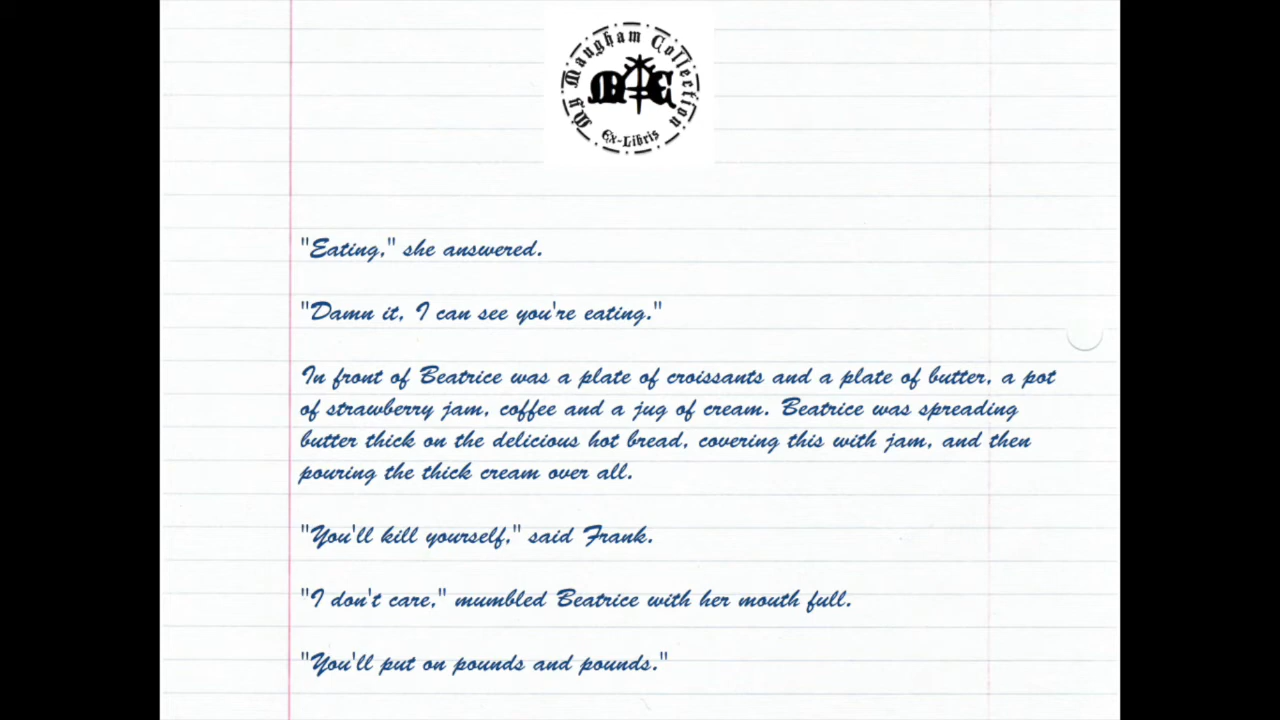 My Maugham Collection
MC
Ex-Libris
"Eating," she answered.
"Damn it, I can see you're eating."
In front of Beatrice was a plate of croissants and a plate of butter, a pot
of strawberry jam, coffee and a jug of cream. Beatrice was spreading
butter thick on the delicious hot bread, covering this with jam, and then
pouring the thick cream over all.
"You'll kill yourself," said Frank.
"I don't care," mumbled Beatrice with her mouth full.
"You'll put on pounds and pounds."